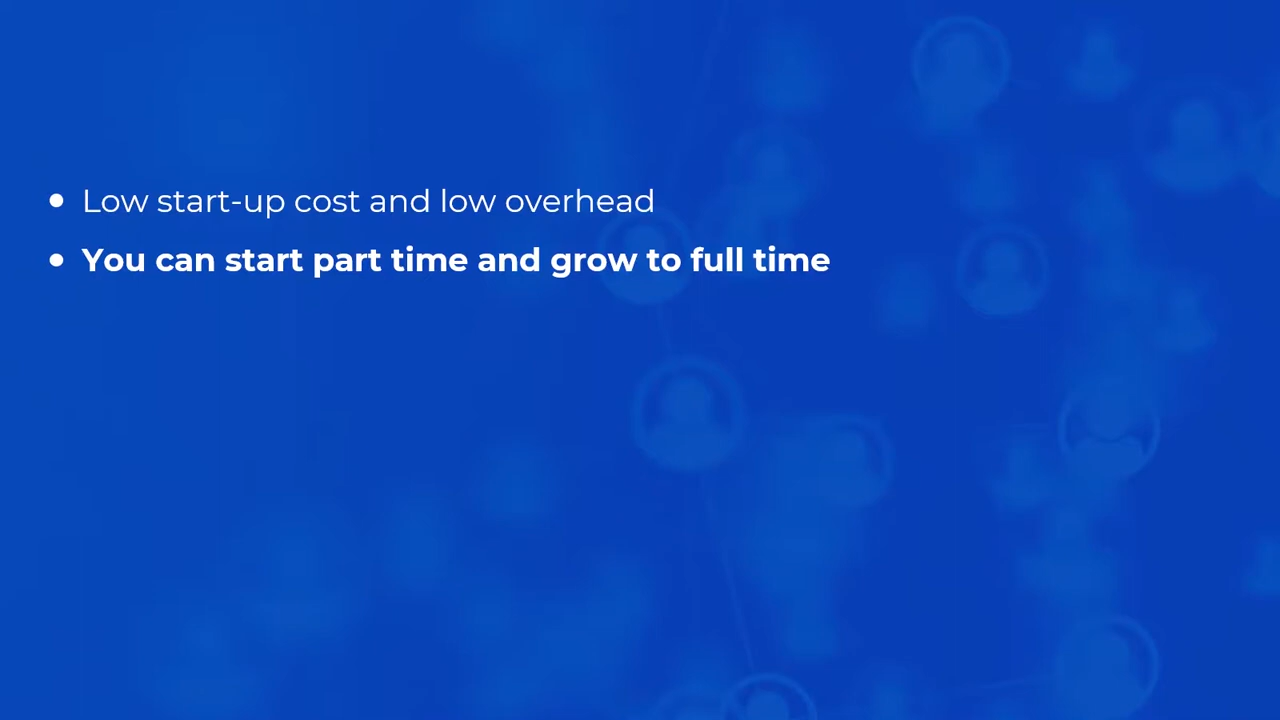 • Low start-up cost and low overhead
• You can start part time and grow to full time